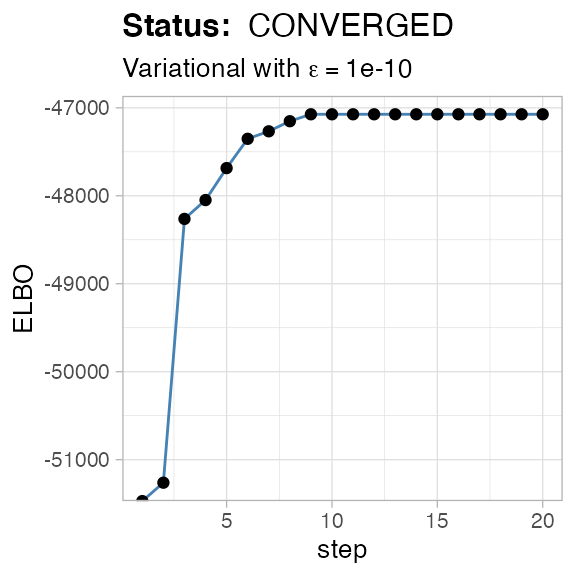 Status: CONVERGED
Variational with ε = 1e-10
-47000
-48000
-49000
-50000
-51000
ELBO
5 10 15 20
step